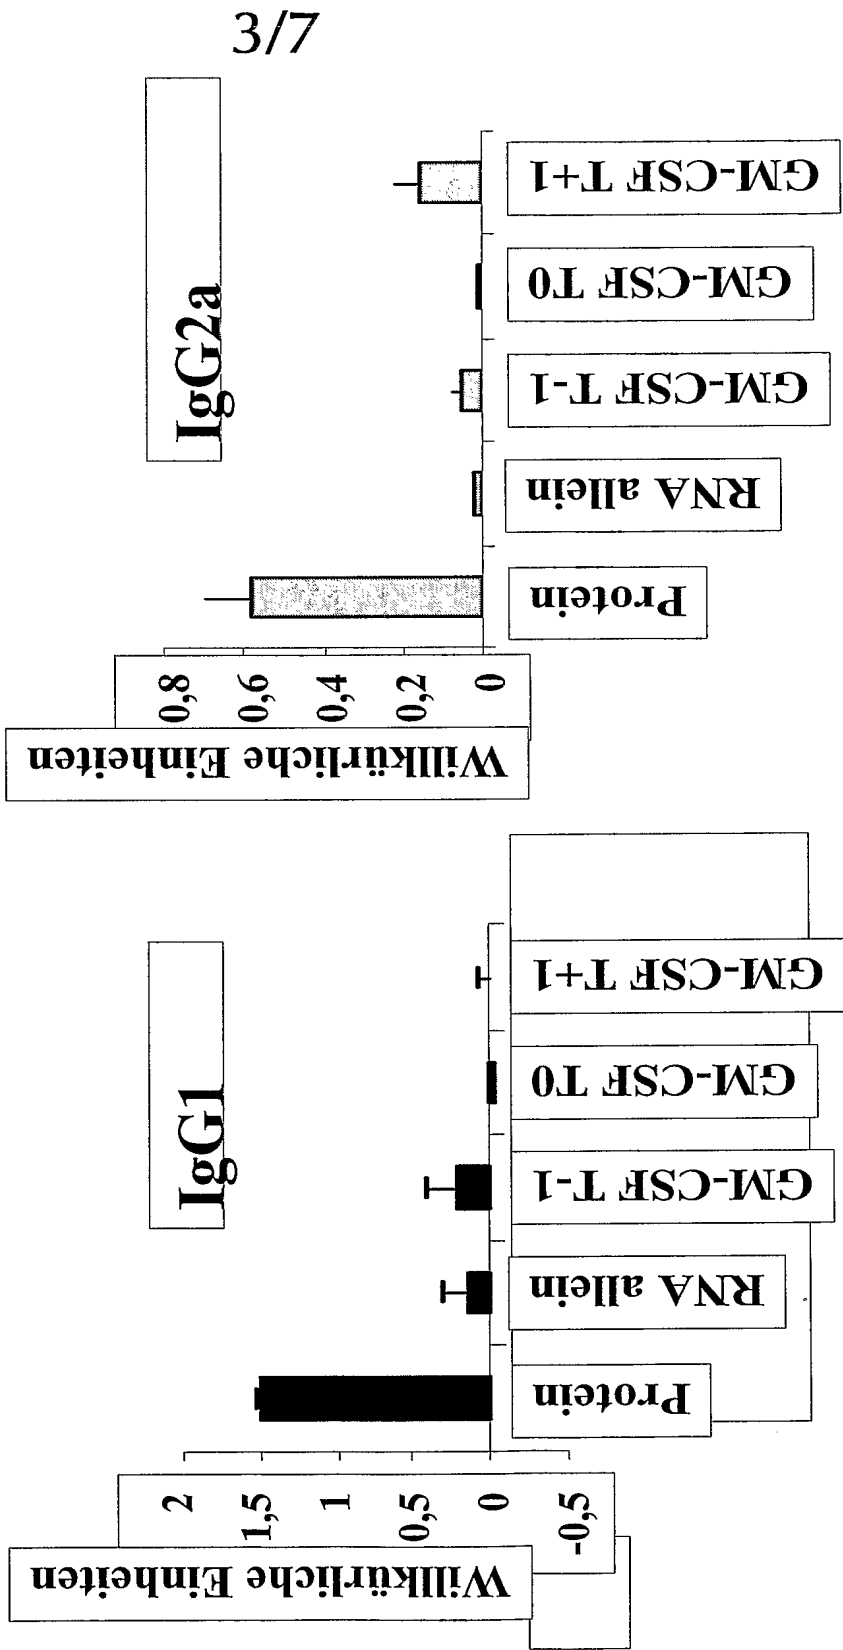 3/7
IgG2a
Willkürliche Einheiten
0,8
0,6
0,4
0,2
0
Protein
RNA allein
GM-CSF T-1
GM-CSF T0
GM-CSF T+1
IgG1
Willkürliche Einheiten
2
1,5
1
0,5
0
-0,5
Protein
RNA allein
GM-CSF T-1
GM-CSF T0
GM-CSF T+1